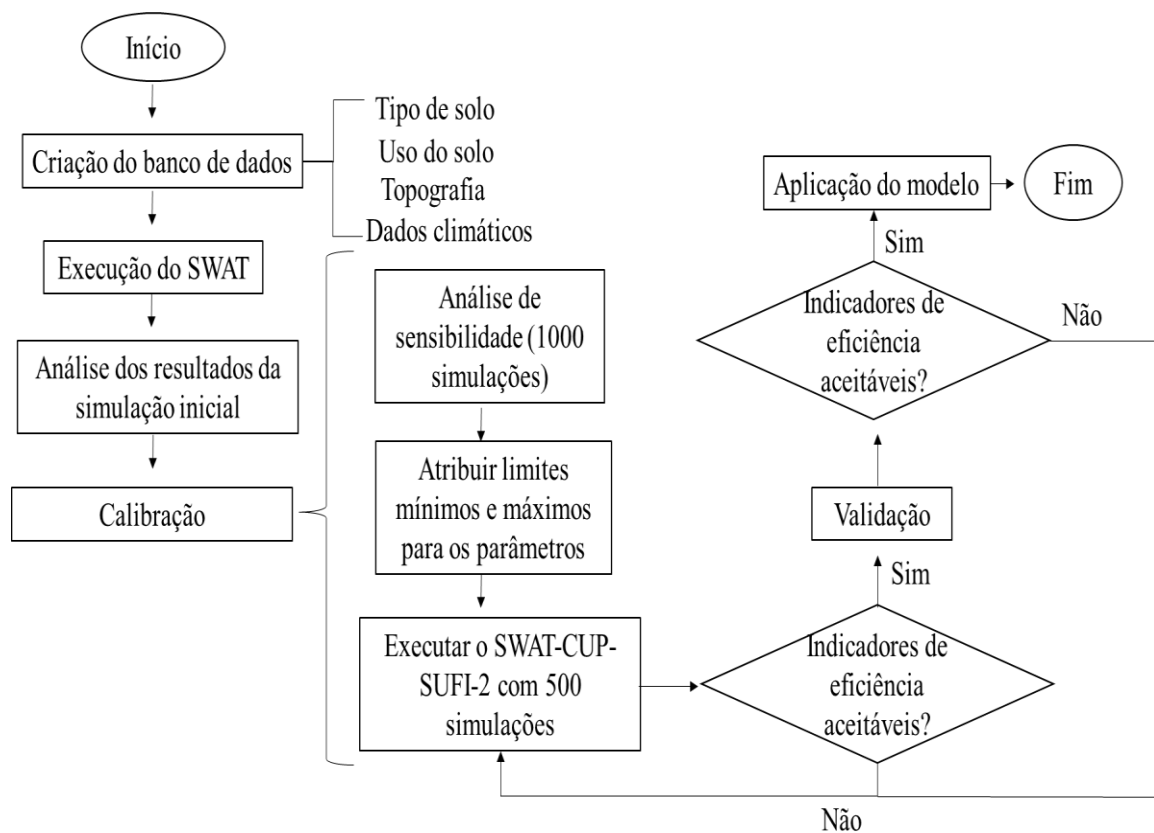 Início
Criação do banco de dados
Tipo de solo
Uso do solo
Topografia
Dados climáticos
Execução do SWAT
Análise dos resultados da
simulação inicial
Calibração
Análise de
sensibilidade (1000
simulações)
Atribuir limites
mínimos e máximos
para os parâmetros
Executar o SWAT-CUP-
SUFI-2 com 500
simulações
Indicadores de
eficiência
aceitáveis?
Não
Sim
Validação
Indicadores de
eficiência
aceitáveis?
Não
Sim
Aplicação do modelo
Fim